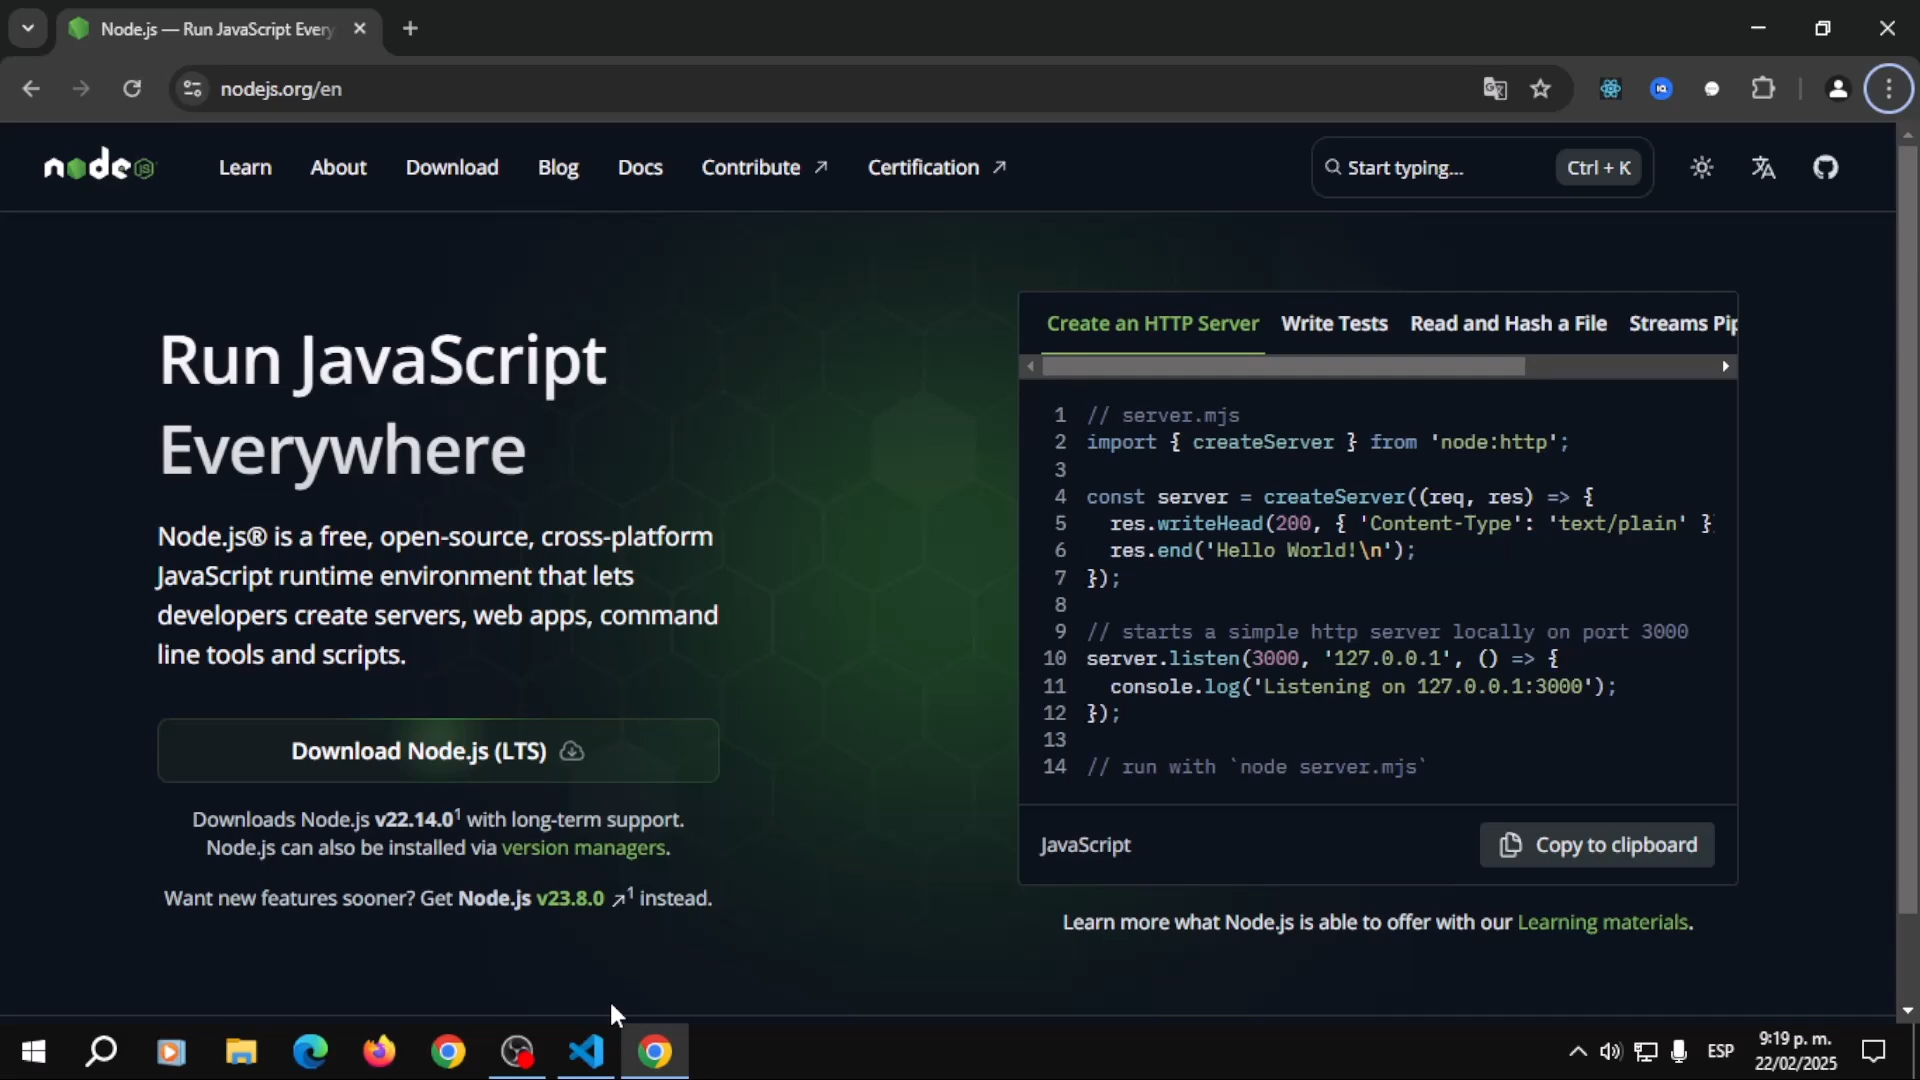 Node.js — Run JavaScript Every
nodejs.org/en
node JS
Learn
About
Download
Blog
Docs
Contribute ↗
Certification ↗
Start typing...
Ctrl + K
Run JavaScript
Everywhere
Node.js® is a free, open-source, cross-platform
JavaScript runtime environment that lets
developers create servers, web apps, command
line tools and scripts.
Download Node.js (LTS)
Downloads Node.js v22.14.0¹ with long-term support.
Node.js can also be installed via version managers.
Want new features sooner? Get Node.js v23.8.0 ↗¹ instead.
Create an HTTP Server
Write Tests
Read and Hash a File
Streams Pip
1 // server.mjs
2 import { createServer } from 'node:http';
3
4 const server = createServer((req, res) => {
5 res.writeHead(200, { 'Content-Type': 'text/plain' }
6 res.end('Hello World!\n');
7 });
8
9 // starts a simple http server locally on port 3000
10 server.listen(3000, '127.0.0.1', () => {
11 console.log('Listening on 127.0.0.1:3000');
12 });
13
14 // run with `node server.mjs`
JavaScript
Copy to clipboard
Learn more what Node.js is able to offer with our Learning materials.
ESP
9:19 p. m.
22/02/2025